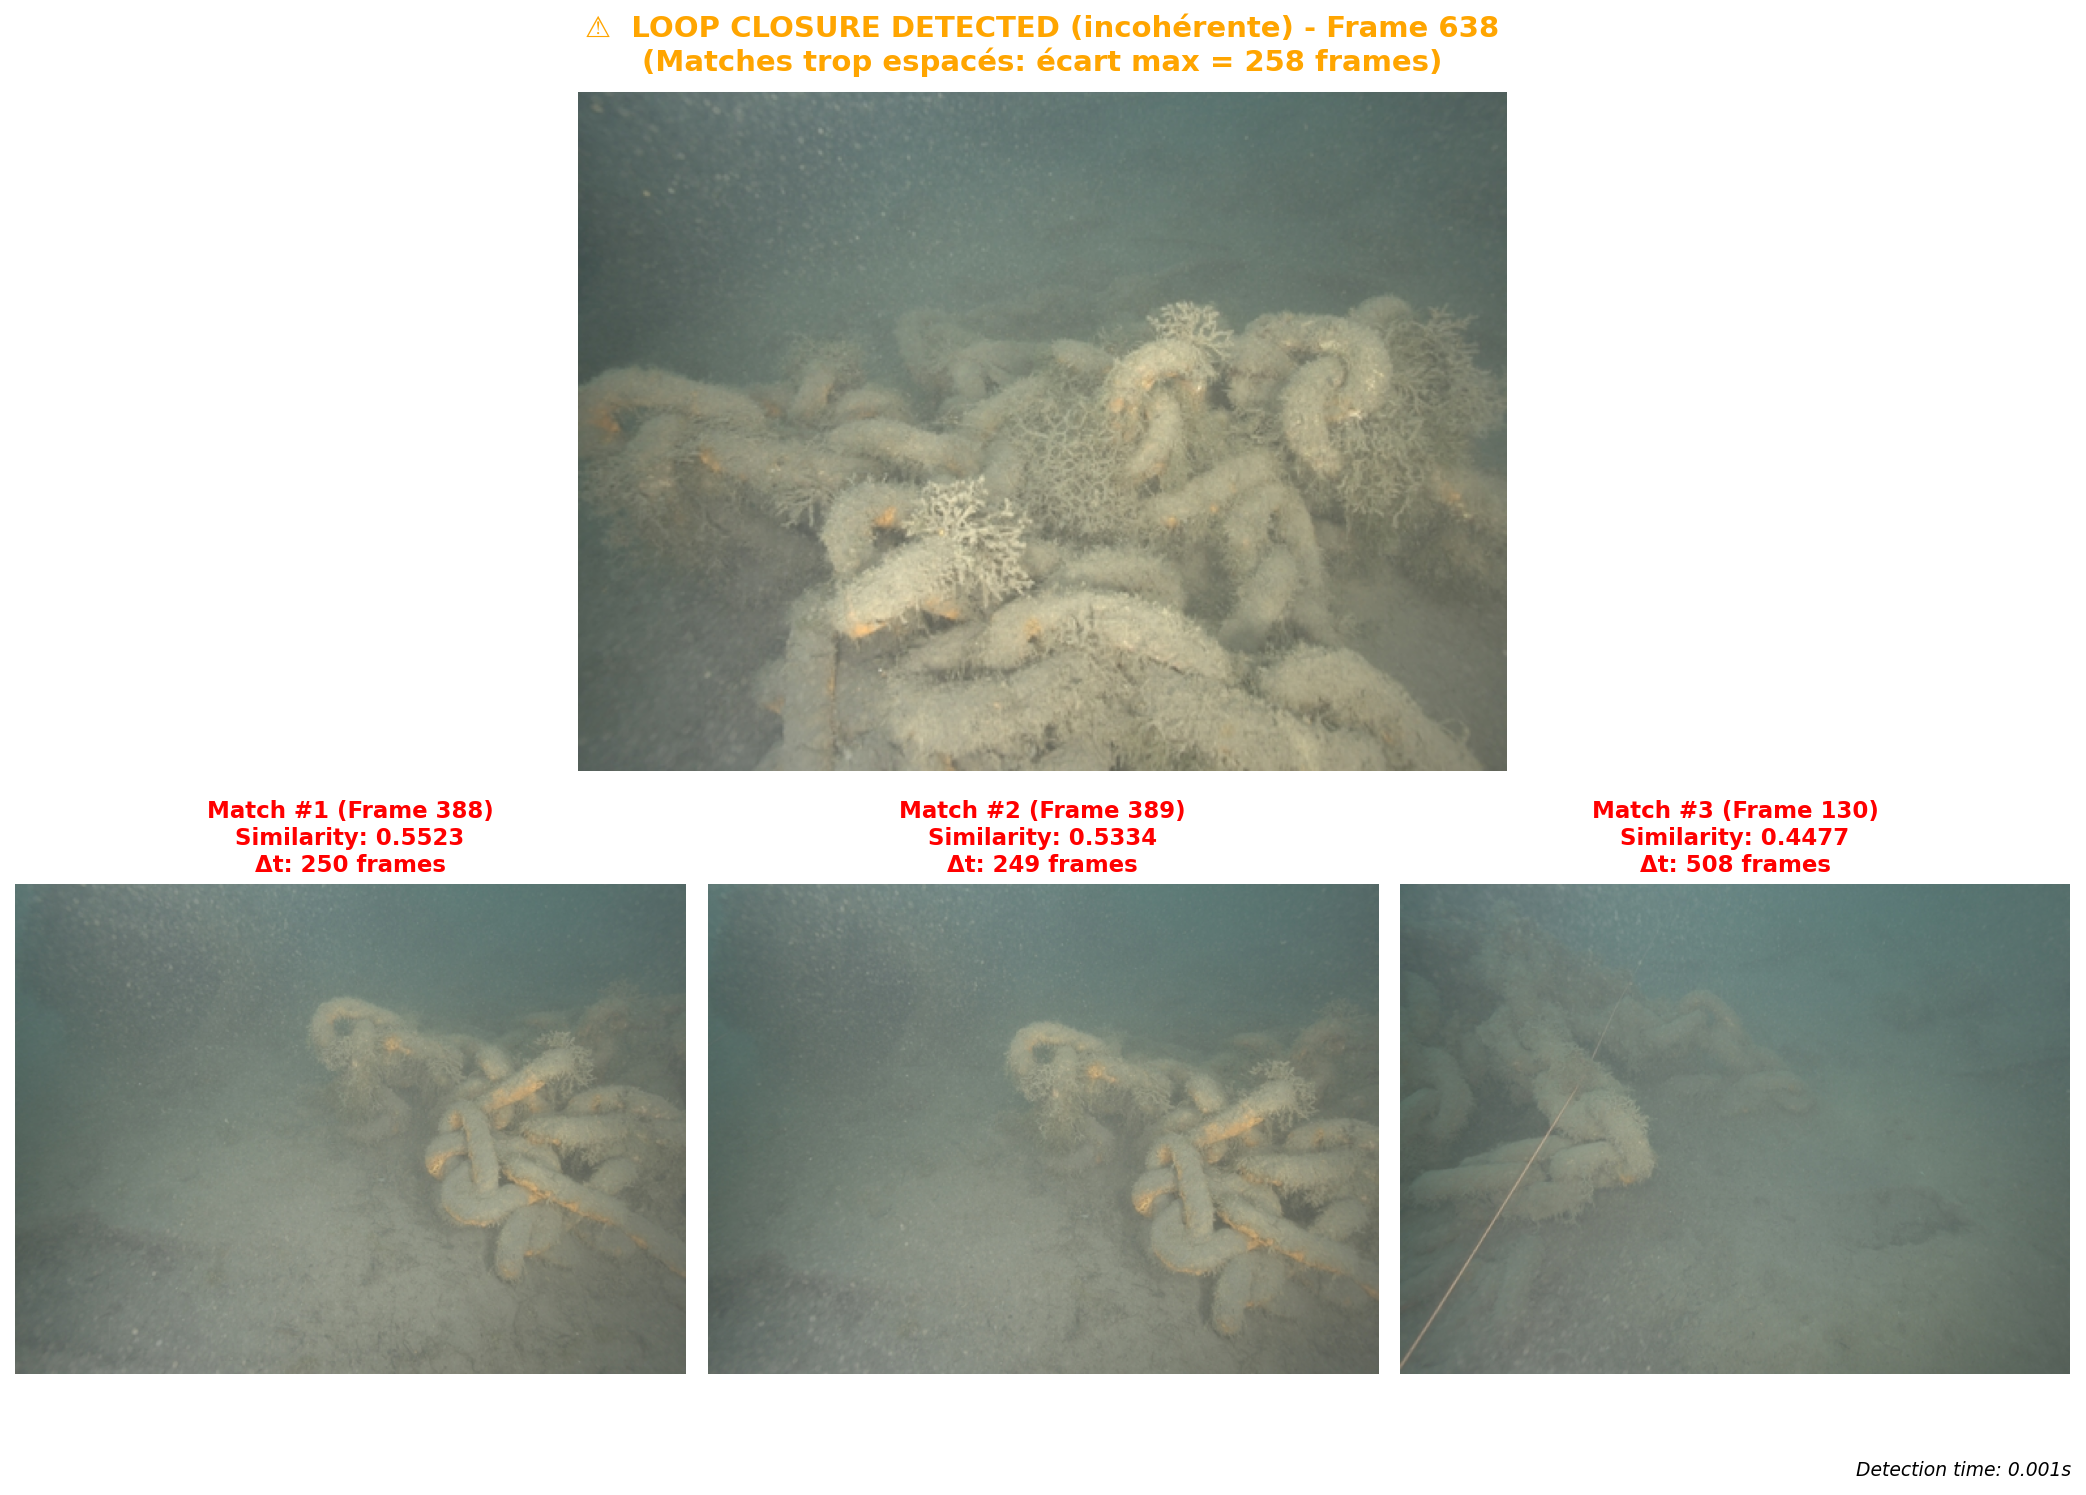 ⚠ LOOP CLOSURE DETECTED (incohérente) - Frame 638
(Matches trop espacés: écart max = 258 frames)
Match #1 (Frame 388)
Similarity: 0.5523
Δt: 250 frames
Match #2 (Frame 389)
Similarity: 0.5334
Δt: 249 frames
Match #3 (Frame 130)
Similarity: 0.4477
Δt: 508 frames
Detection time: 0.001s